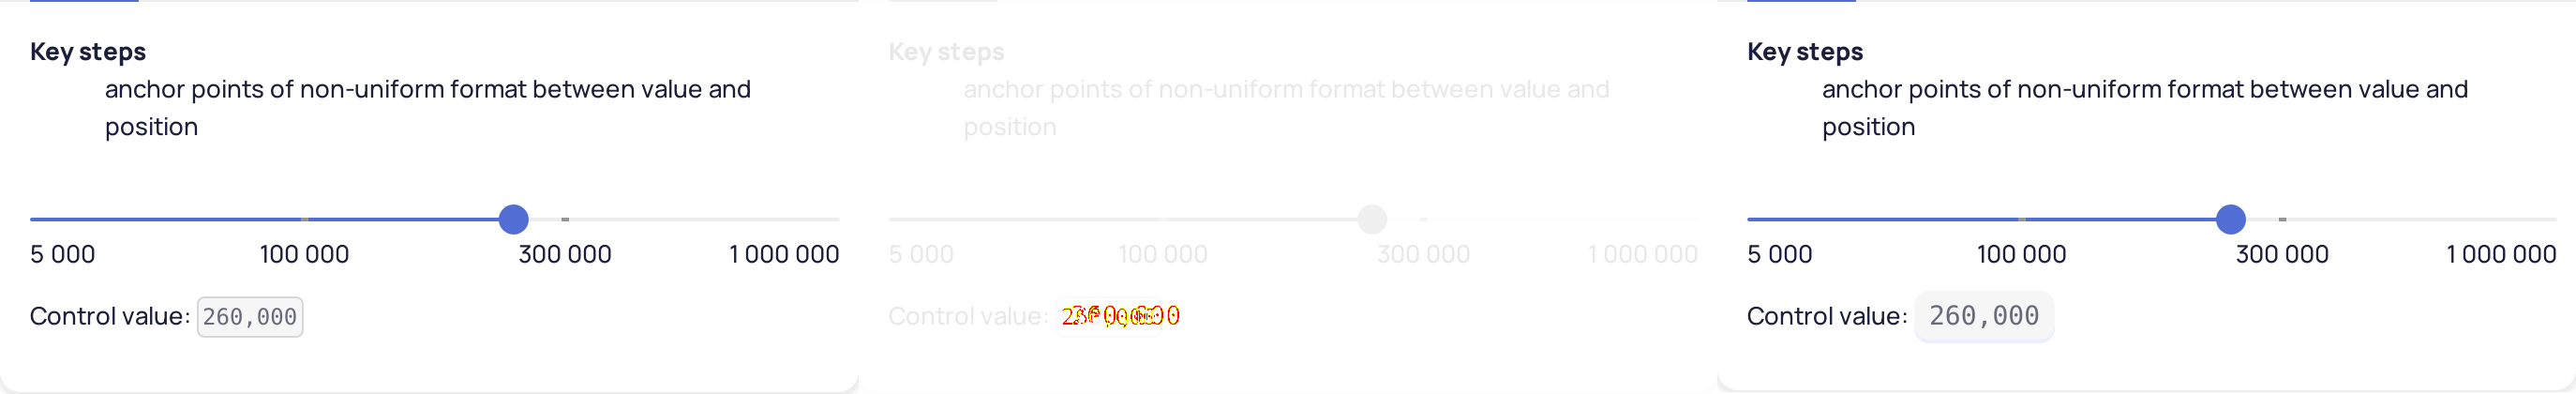 Key steps
anchor points of non-uniform format between value and
position
5 000 100 000 300 000 1 000 000
Control value: 260,000
Key steps
anchor points of non-uniform format between value and
position
5 000 100 000 300 000 1 000 000
Control value:
Key steps
anchor points of non-uniform format between value and
position
5 000 100 000 300 000 1 000 000
Control value: 260,000